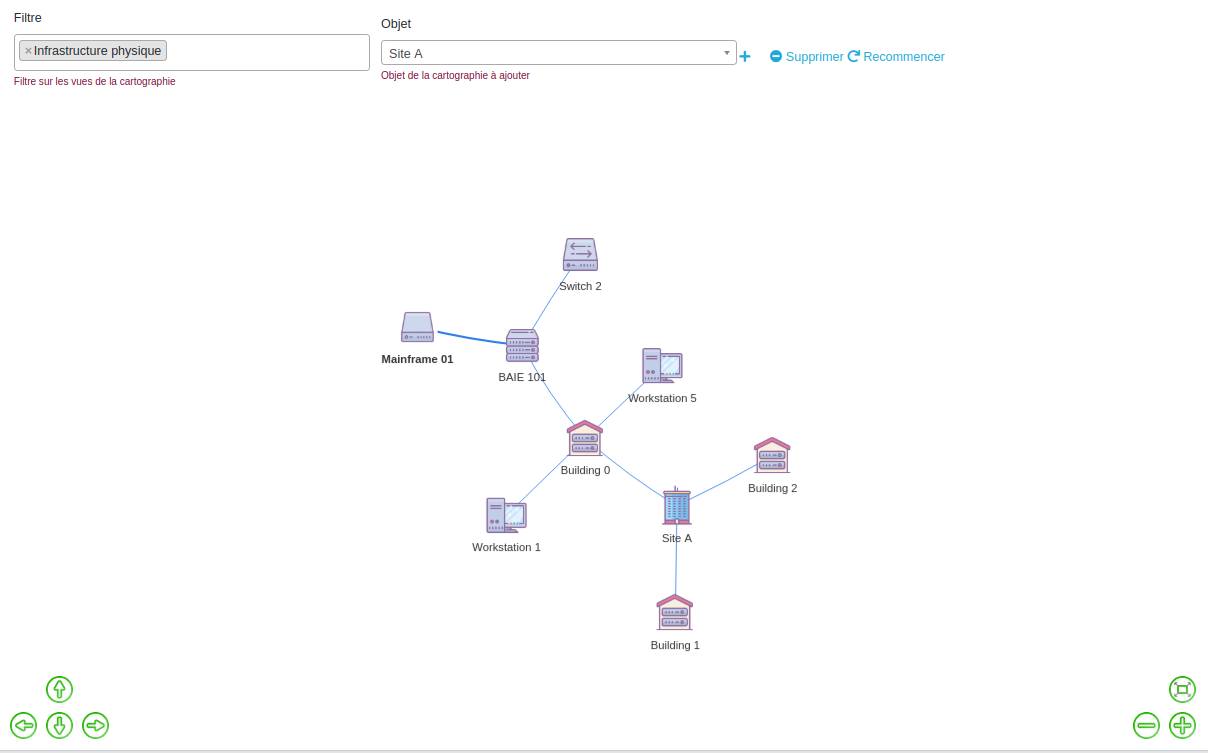 Filtre
Objet
×Infrastructure physique
Site A
Supprimer
Recommencer
Filtre sur les vues de la cartographie
Objet de la cartographie à ajouter
Switch 2
Mainframe 01
BAIE 101
Workstation 5
Building 0
Building 2
Site A
Workstation 1
Building 1